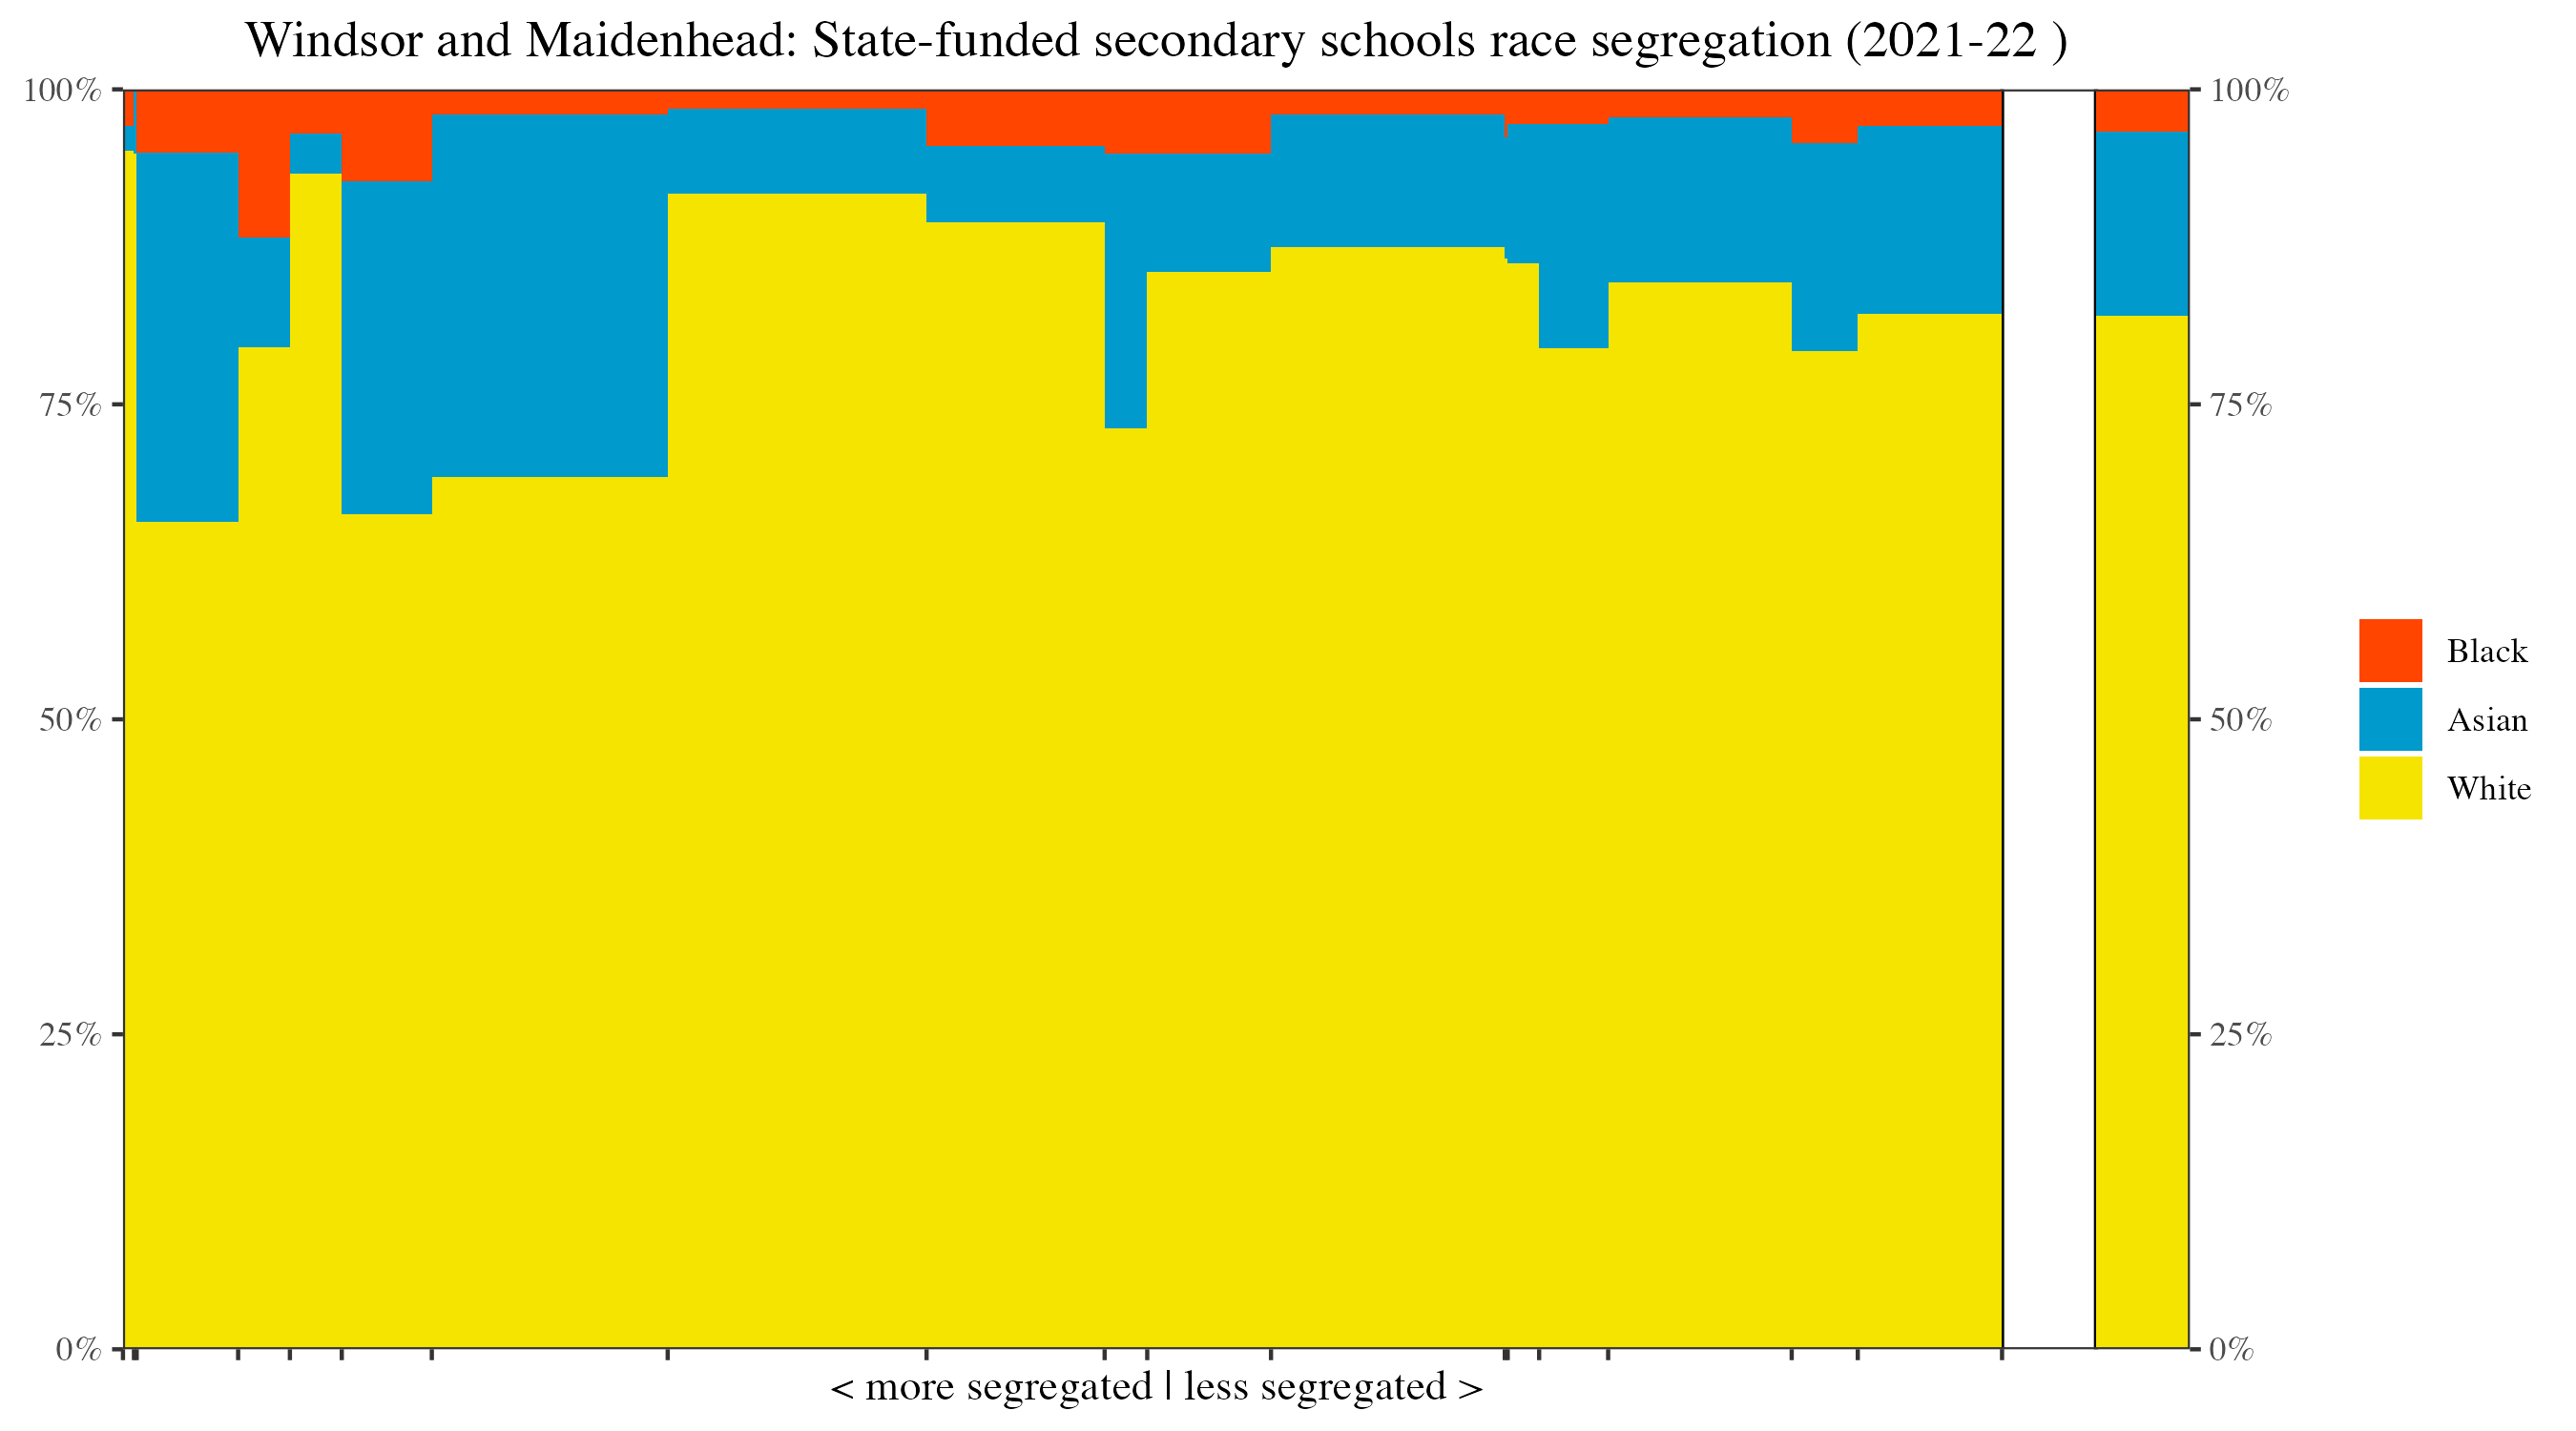 Windsor and Maidenhead: State-funded secondary schools race segregation (2021-22 )
100%
75%
50%
25%
0%
100%
75%
50%
25%
0%
Black
Asian
White
< more segregated | less segregated >